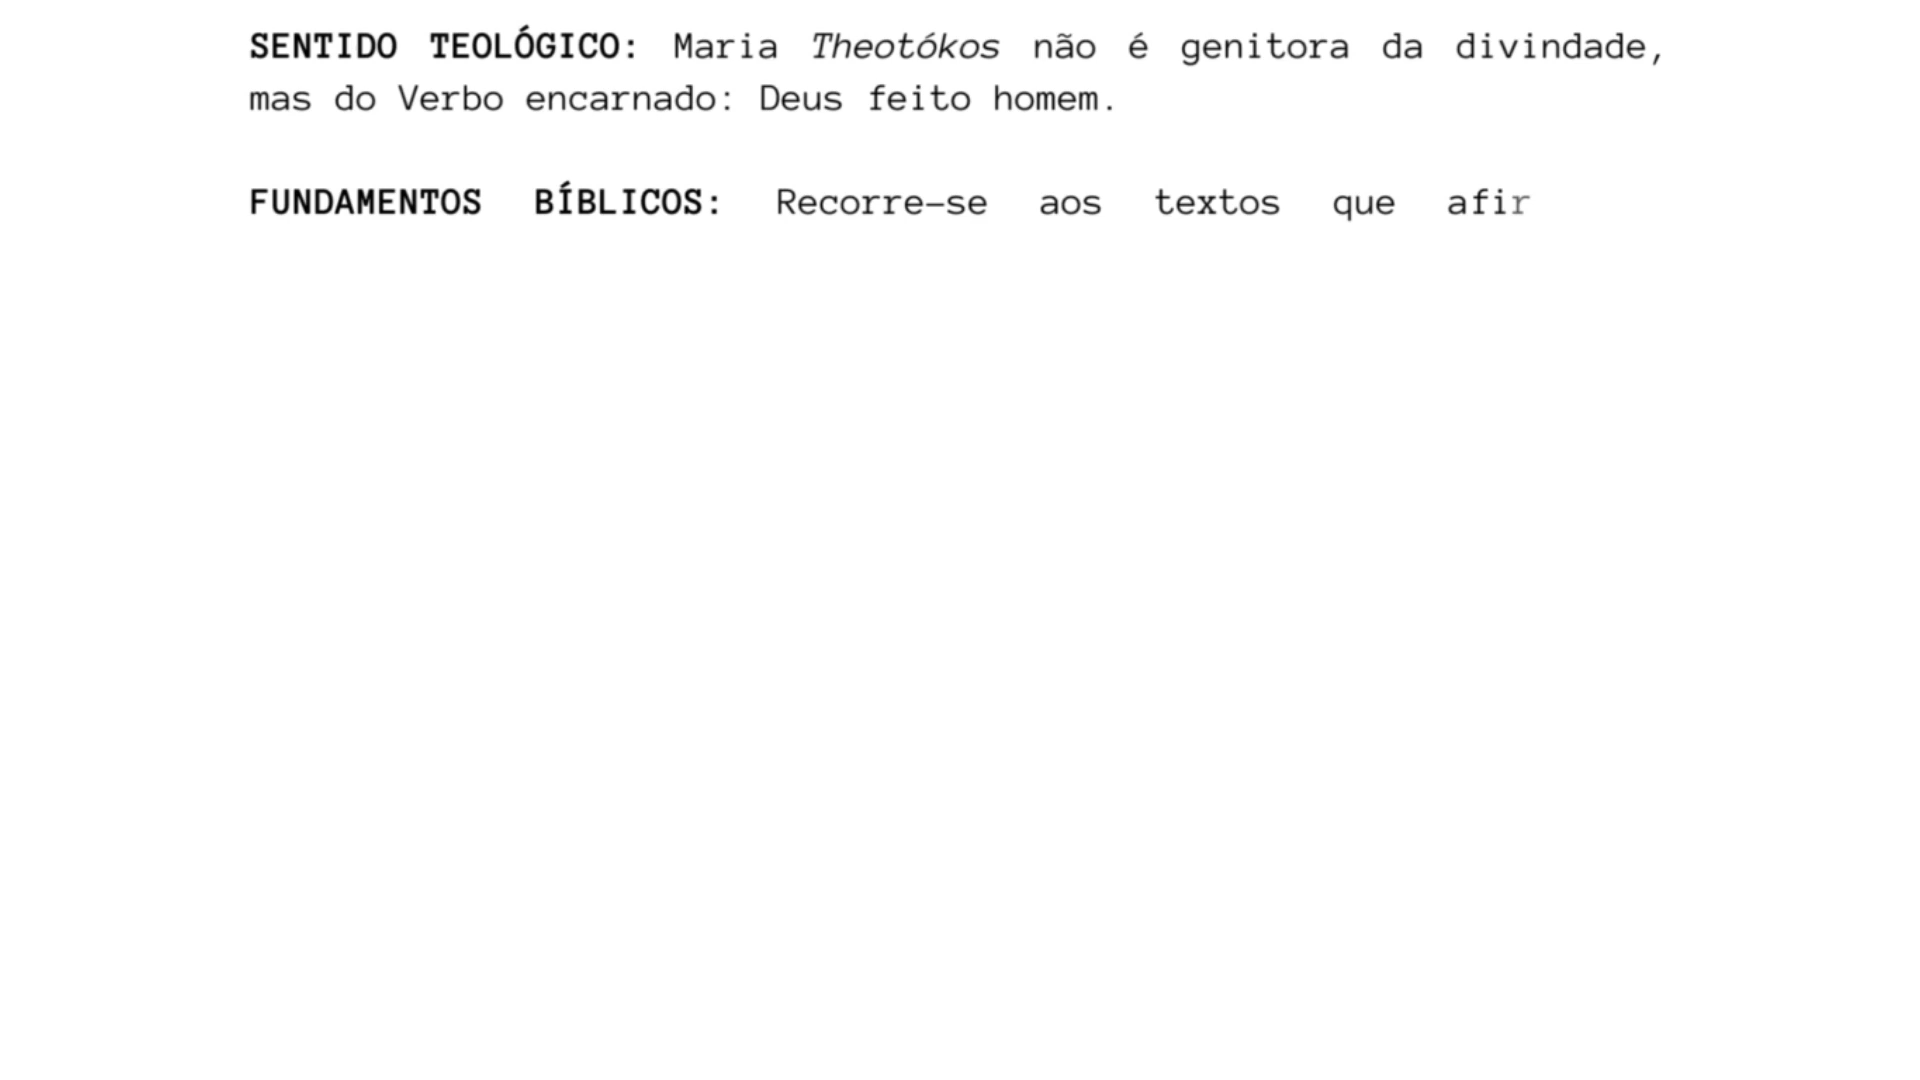 SENTIDO TEOLÓGICO: Maria Theotókos não é genitora da divindade,
mas do Verbo encarnado: Deus feito homem.
FUNDAMENTOS BÍBLICOS: Recorre-se aos textos que afir